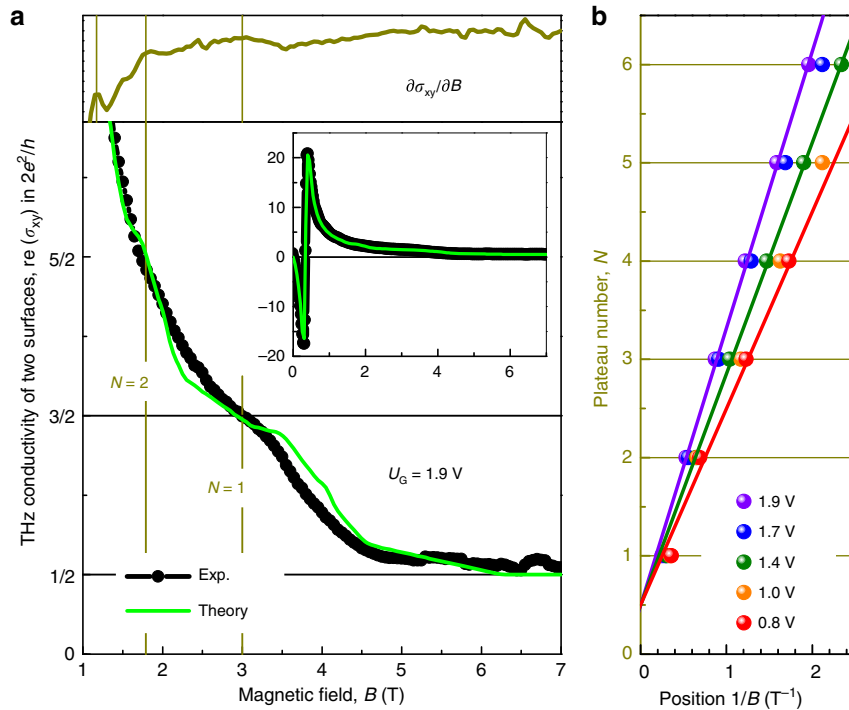 a
∂σxy/∂B
THz conductivity of two surfaces, re (σxy) in 2e²/h
5/2
3/2
1/2
0
20
10
0
−10
−20
0
2
4
6
N = 2
N = 1
UG = 1.9 V
Exp.
Theory
1
2
3
4
5
6
7
Magnetic field, B (T)
b
Plateau number, N
6
5
4
3
2
1
0
1.9 V
1.7 V
1.4 V
1.0 V
0.8 V
0
1
2
Position 1/B (T⁻¹)